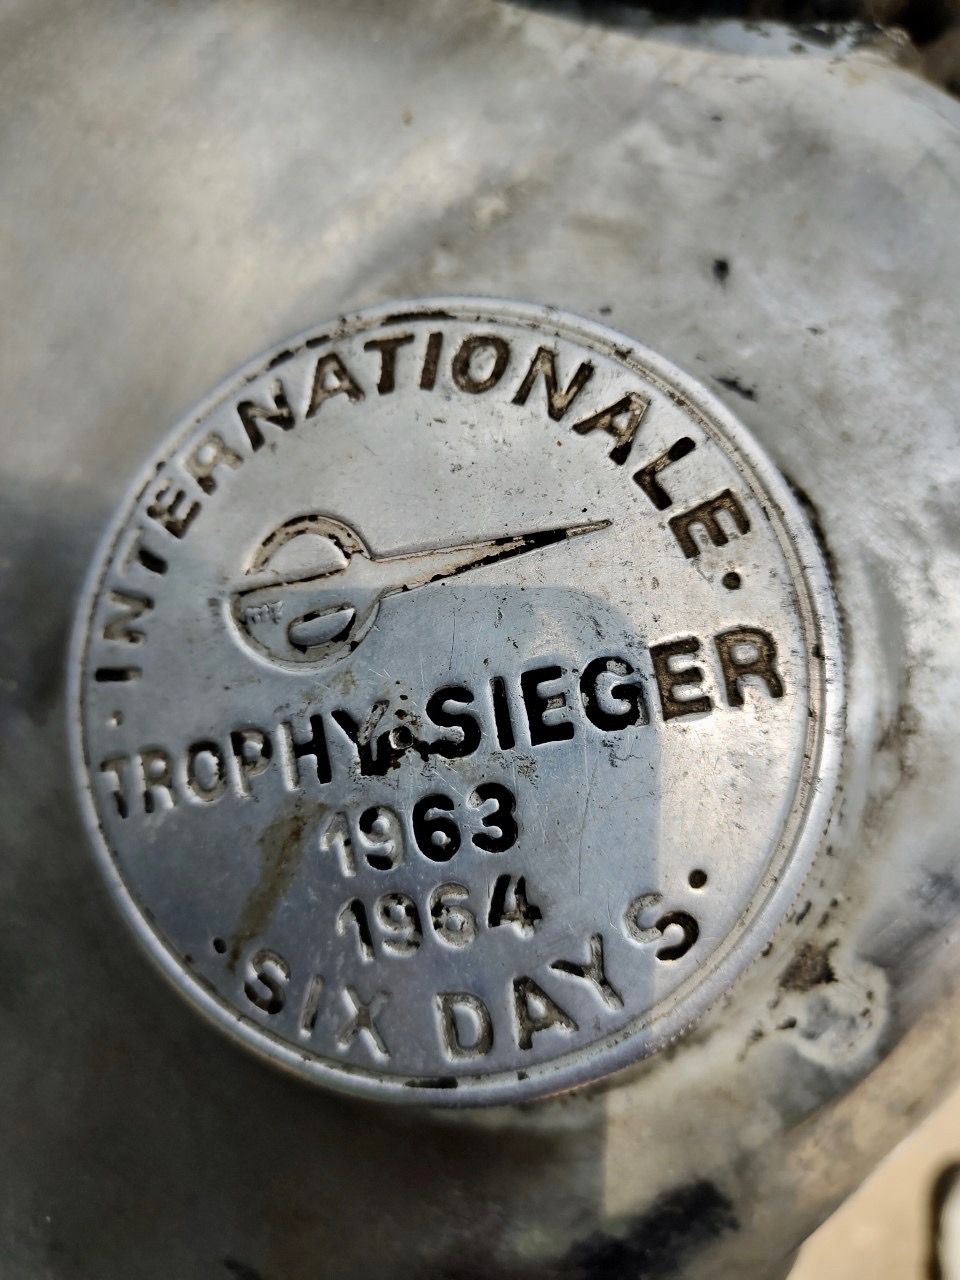 · INTERNATIONALE ·
TROPHY-SIEGER
1963
1964
· SIX DAYS ·